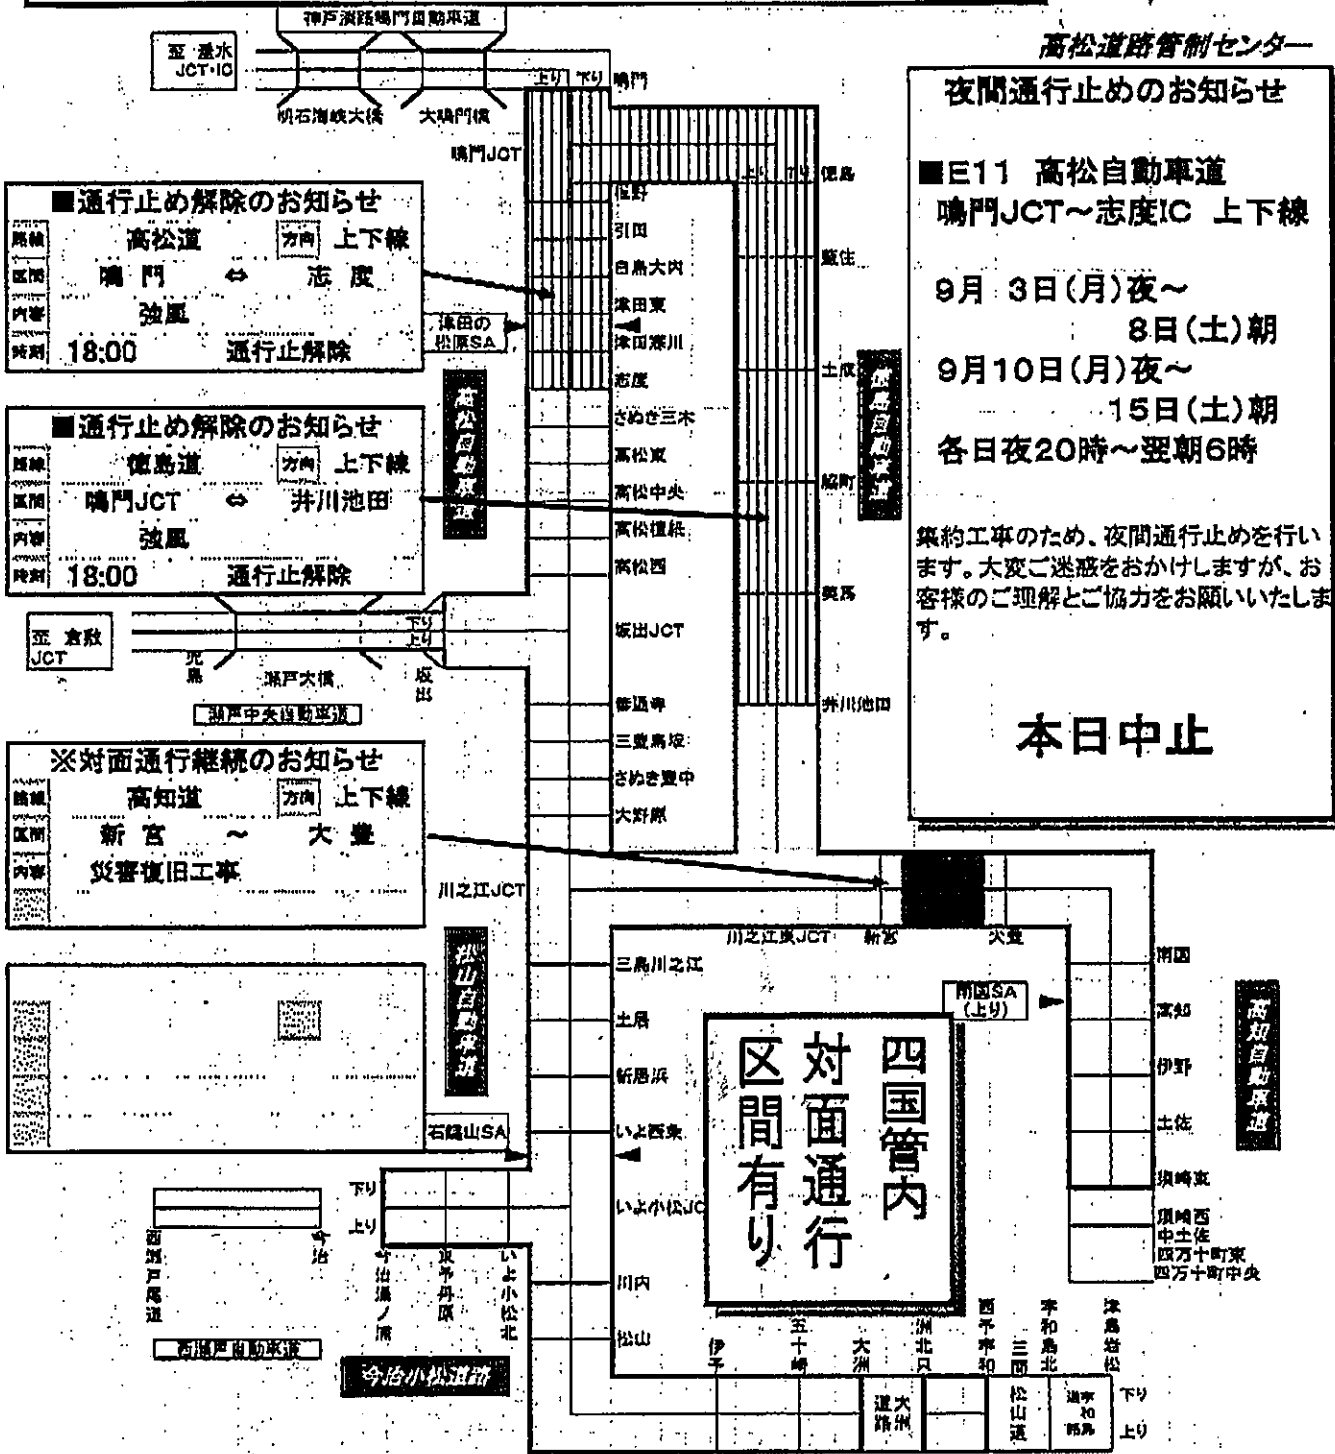 神戸淡路鳴門自動車道
高松道路管制センター
至 垂水
JCT・IC
上り 下り 鳴門
明石海峡大橋 大鳴門橋
鳴門JCT
夜間通行止めのお知らせ
■E11 高松自動車道
鳴門JCT～志度IC 上下線
9月 3日(月)夜～
8日(土)朝
9月10日(月)夜～
15日(土)朝
各日夜20時～翌朝6時
集約工事のため、夜間通行止めを行い
ます。大変ご迷惑をおかけしますが、お
客様のご理解とご協力をお願いいたしま
す。
本日中止
■通行止め解除のお知らせ
路線 高松道 方向 上下線
区間 鳴門 ⇔ 志度
内容 強風
時刻 18:00 通行止解除
■通行止め解除のお知らせ
路線 徳島道 方向 上下線
区間 鳴門JCT ⇔ 井川池田
内容 強風
時刻 18:00 通行止解除
※対面通行継続のお知らせ
路線 高知道 方向 上下線
区間 新宮 ～ 大豊
内容 災害復旧工事
板野
引田
白鳥大内
津田東
津田の
松原SA
津田寒川
志度
さぬき三木
高松東
高松中央
高松檀紙
高松西
坂出JCT
善通寺
三豊鳥坂
さぬき豊中
大野原
高松自動車道
上り 下り 徳島
藍住
土成
脇町
美馬
井川池田
徳島自動車道
至 倉敷
JCT
下り
上り
児島
瀬戸大橋
坂出
瀬戸中央自動車道
川之江JCT
川之江東JCT 新宮 大豊
松山自動車道
三島川之江
土居
新居浜
いよ西条
石鎚山SA
いよ小松JC
川内
松山
南国SA
(上り)
南国
高知
伊野
土佐
須崎東
須崎西
中土佐
四万十町東
四万十町中央
高知自動車道
四国管内
対面通行
区間有り
下り
上り
西瀬戸尾道
今治
今治湯ノ浦
東予丹原
いよ小松北
西瀬戸自動車道
今治小松道路
伊予
五十崎
大洲
洲北只
西予宇和
三間
宇和島北
津島岩松
大洲
道路
松山道
宇和島
道路
下り
上り